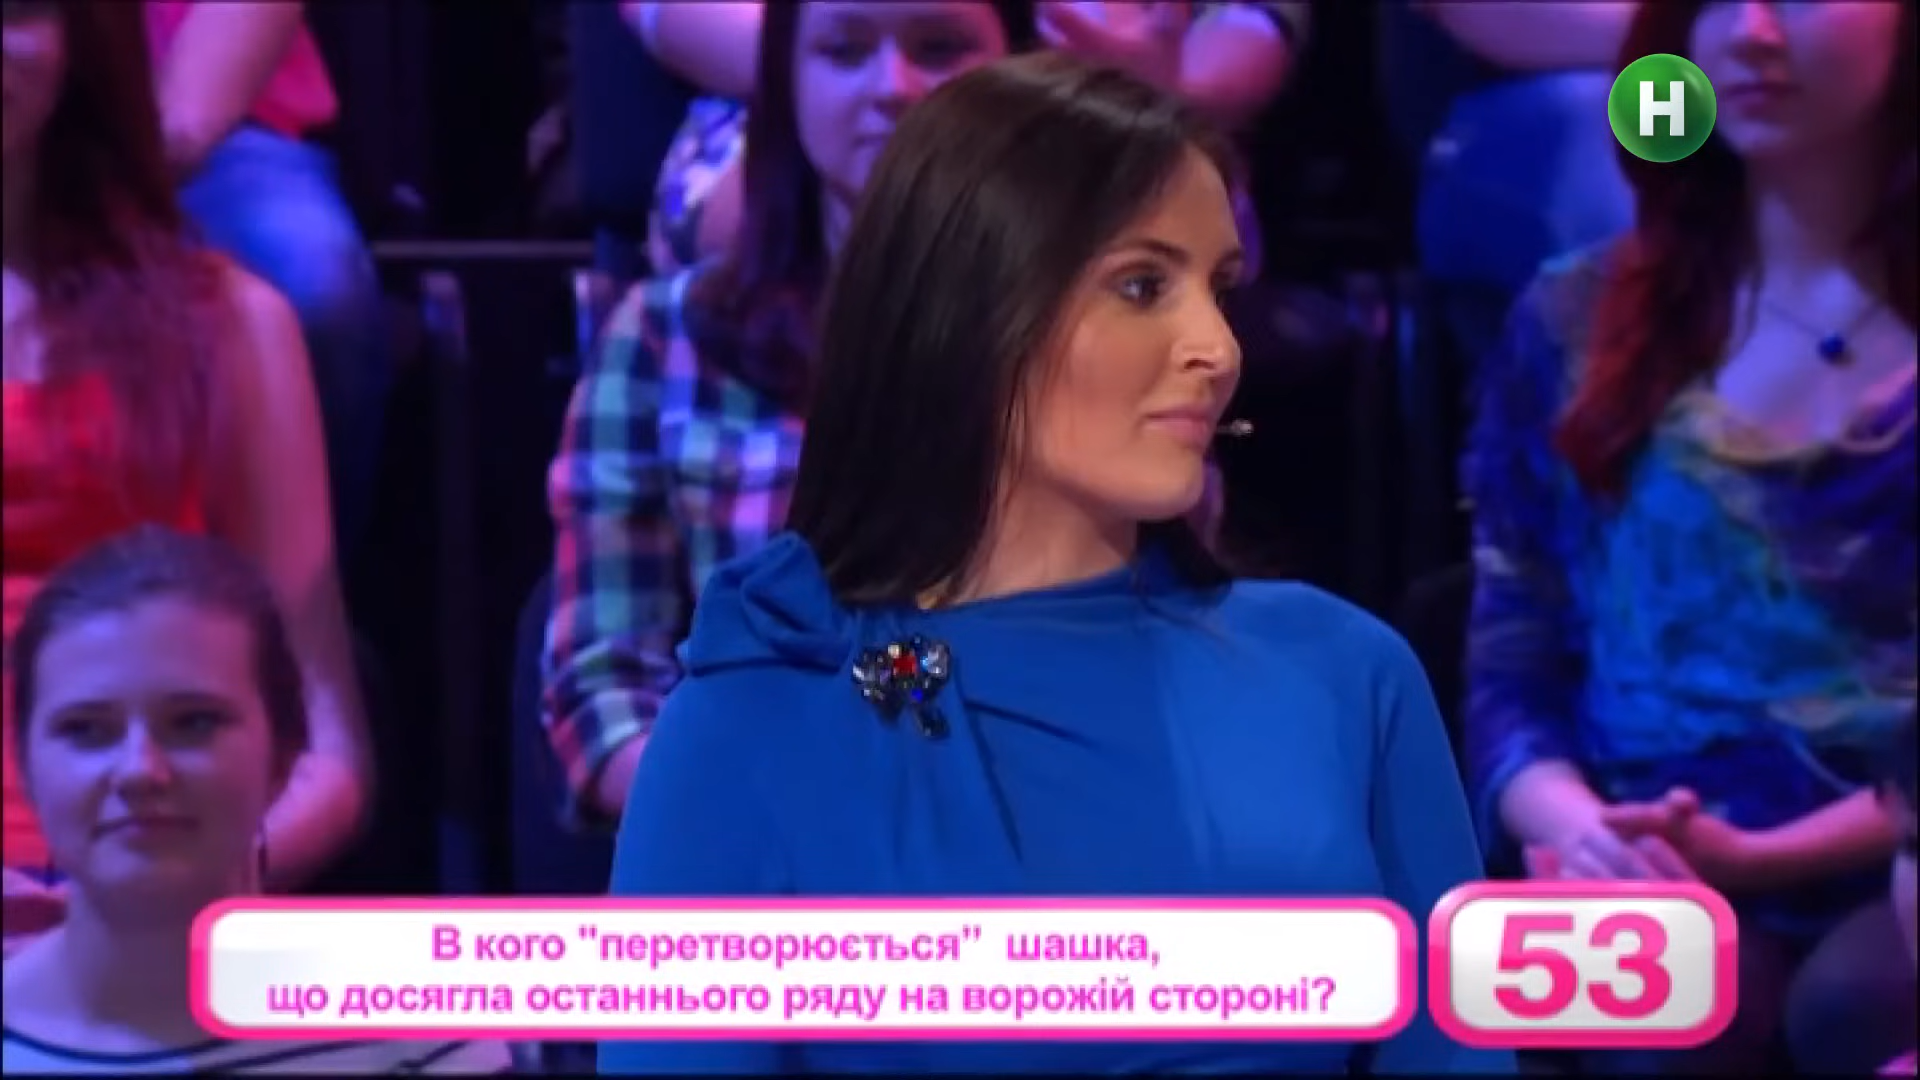 Н
В кого "перетворюється" шашка,
що досягла останнього ряду на ворожій стороні?
53